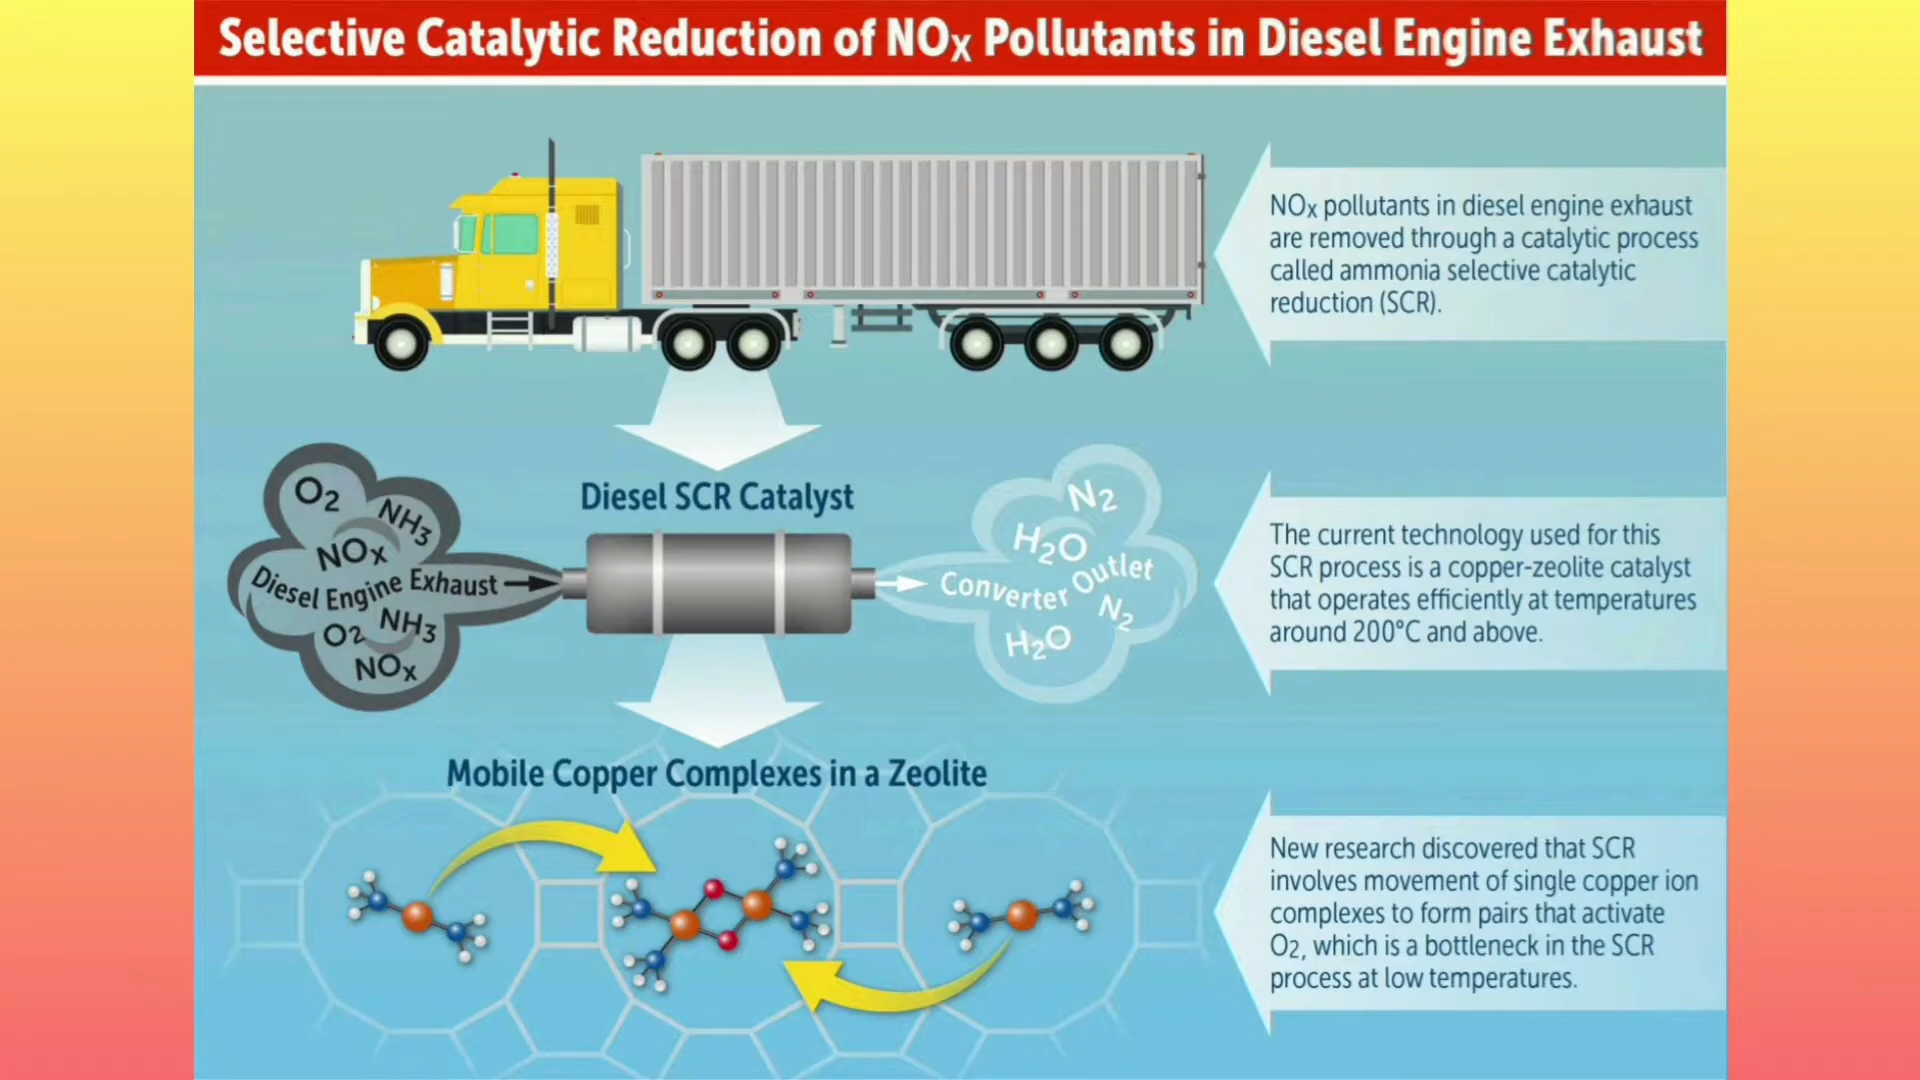 Selective Catalytic Reduction of NOX Pollutants in Diesel Engine Exhaust
NOx pollutants in diesel engine exhaust
are removed through a catalytic process
called ammonia selective catalytic
reduction (SCR).
Diesel SCR Catalyst
O2
NH3
NOx
Diesel Engine Exhaust
O2
NH3
NOx
N2
H2O
Converter Outlet
N2
H2O
The current technology used for this
SCR process is a copper-zeolite catalyst
that operates efficiently at temperatures
around 200°C and above.
Mobile Copper Complexes in a Zeolite
New research discovered that SCR
involves movement of single copper ion
complexes to form pairs that activate
O2, which is a bottleneck in the SCR
process at low temperatures.